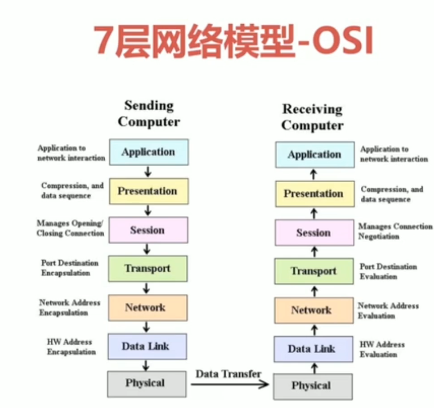 7层网络模型-OSI
Sending
Computer
Receiving
Computer
Application to
network interaction
Application
Application
Application to
network interaction
Compression, and
data sequence
Presentation
Presentation
Compression, and
data sequence
Manages Opening/
Closing Connection
Session
Session
Manages Connection
Negotiation
Port Destination
Encapsulation
Transport
Transport
Port Destination
Evaluation
Network Address
Encapsulation
Network
Network
Network Address
Evaluation
HW Address
Encapsulation
Data Link
Data Link
HW Address
Evaluation
Physical
Data Transfer
Physical